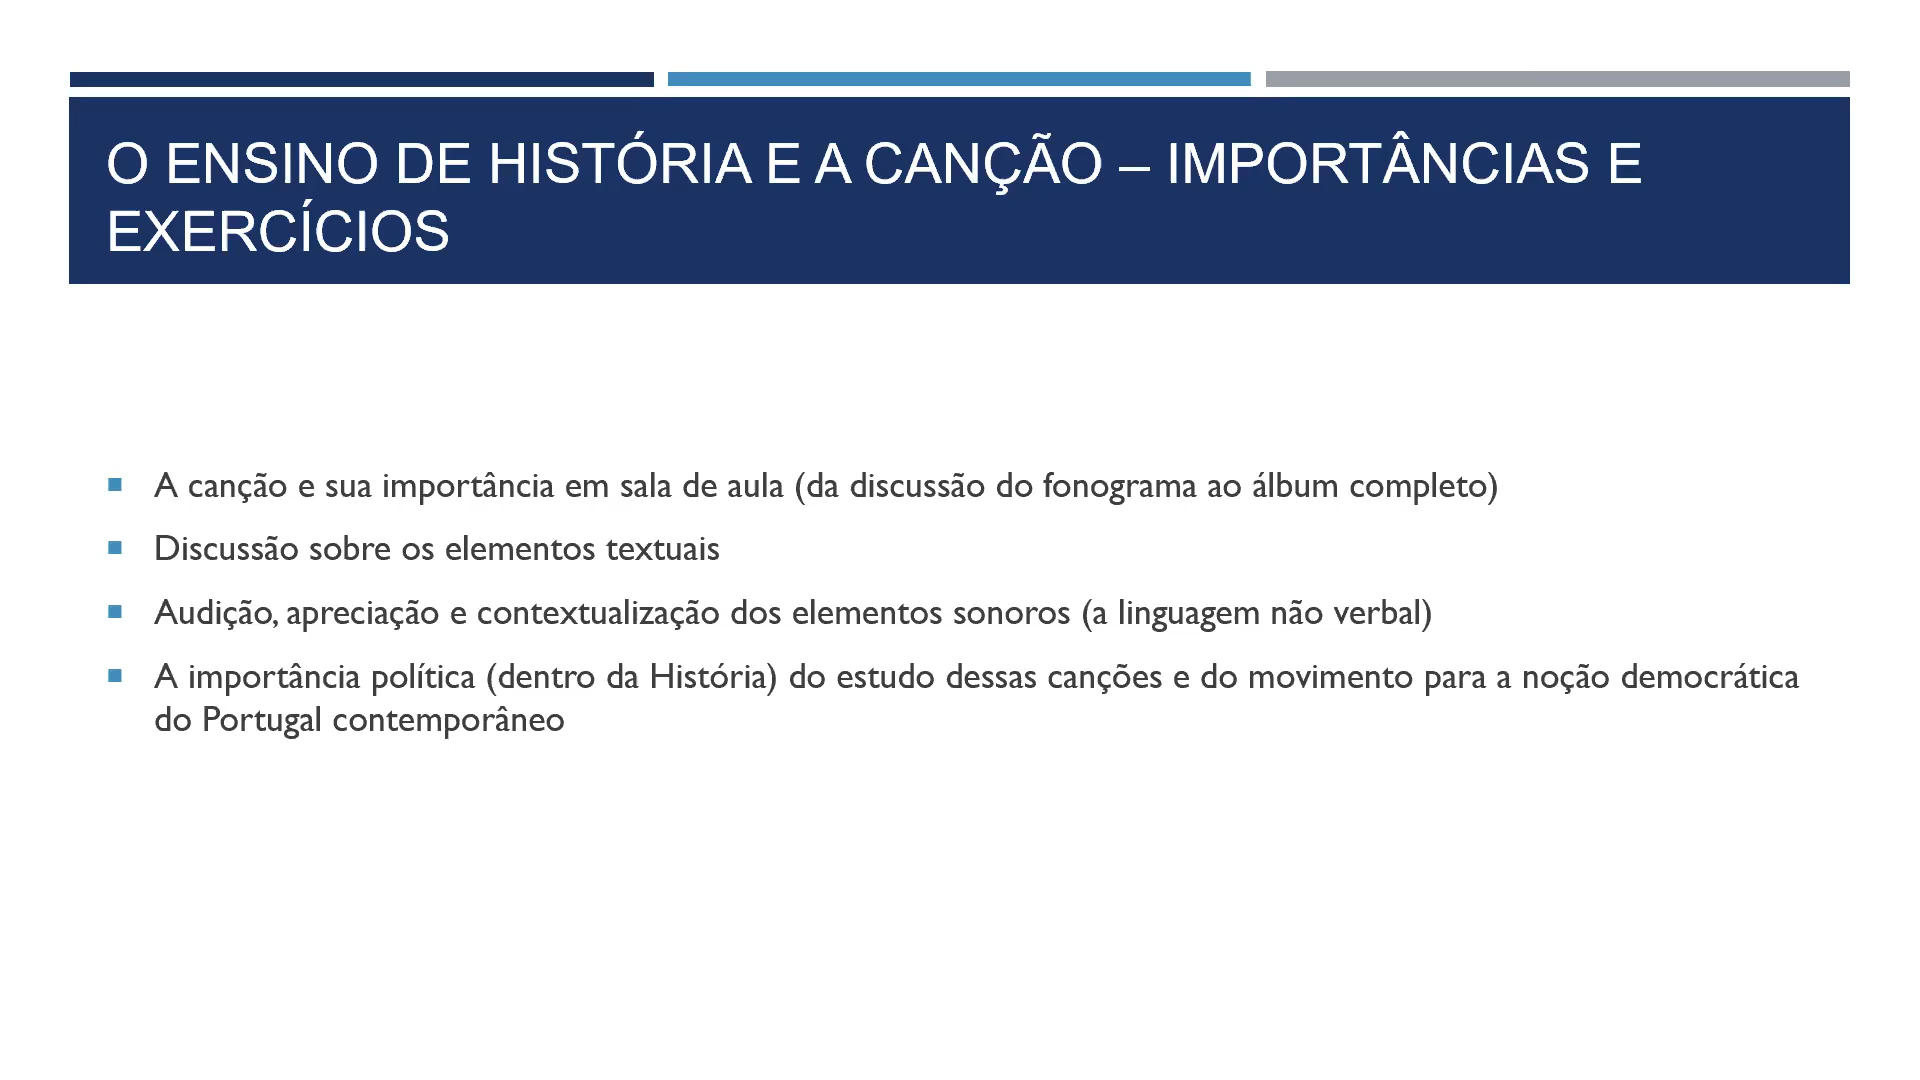 O ENSINO DE HISTÓRIA E A CANÇÃO – IMPORTÂNCIAS E
EXERCÍCIOS
A canção e sua importância em sala de aula (da discussão do fonograma ao álbum completo)
Discussão sobre os elementos textuais
Audição, apreciação e contextualização dos elementos sonoros (a linguagem não verbal)
A importância política (dentro da História) do estudo dessas canções e do movimento para a noção democrática
do Portugal contemporâneo